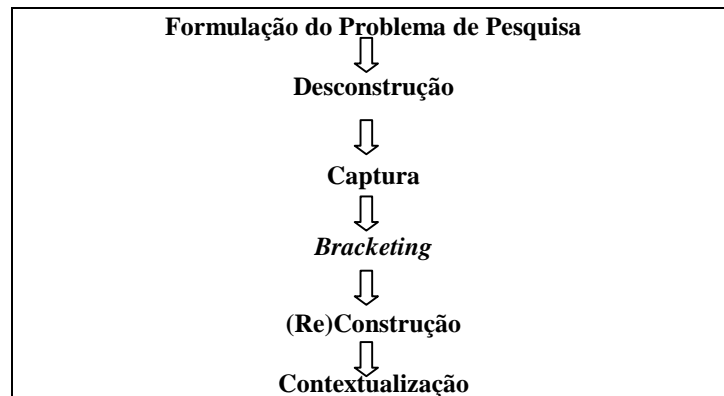 Formulação do Problema de Pesquisa
Desconstrução
Captura
Bracketing
(Re)Construção
Contextualização